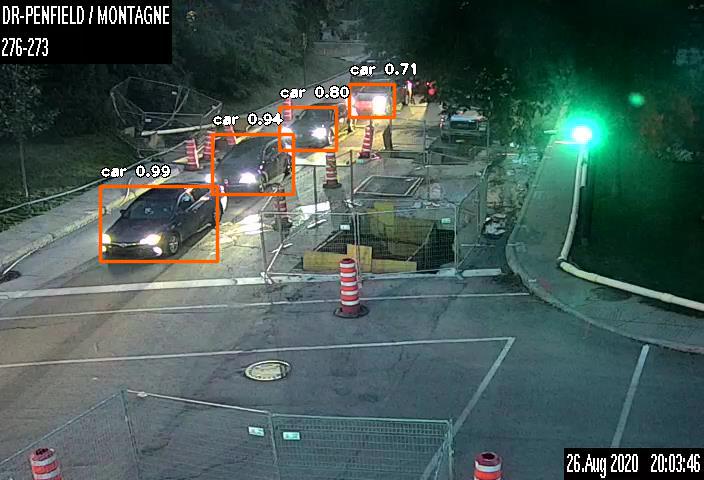 DR-PENFIELD / MONTAGNE
276-273
car 0.71
car 0.80
car 0.94
car 0.99
26.Aug 2020 20:03:46